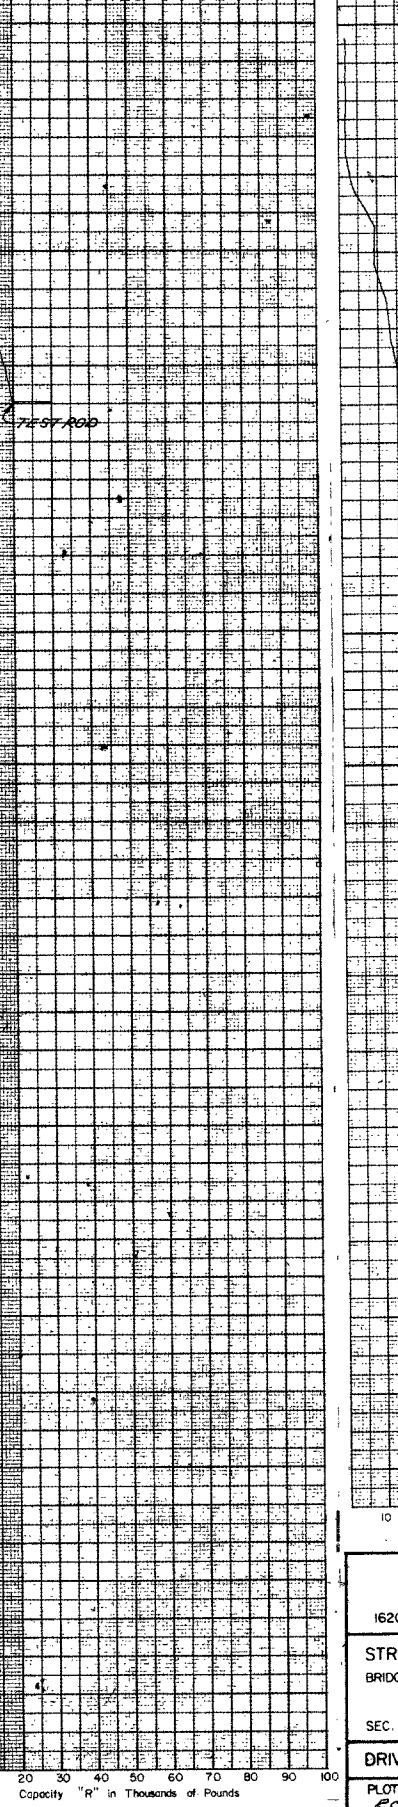 TEST ROD
20 30 40 50 60 70 80 90 100
Capacity "R" in Thousands of Pounds
10
1620
STR
BRIDG
SEC.
DRIV
PLOT